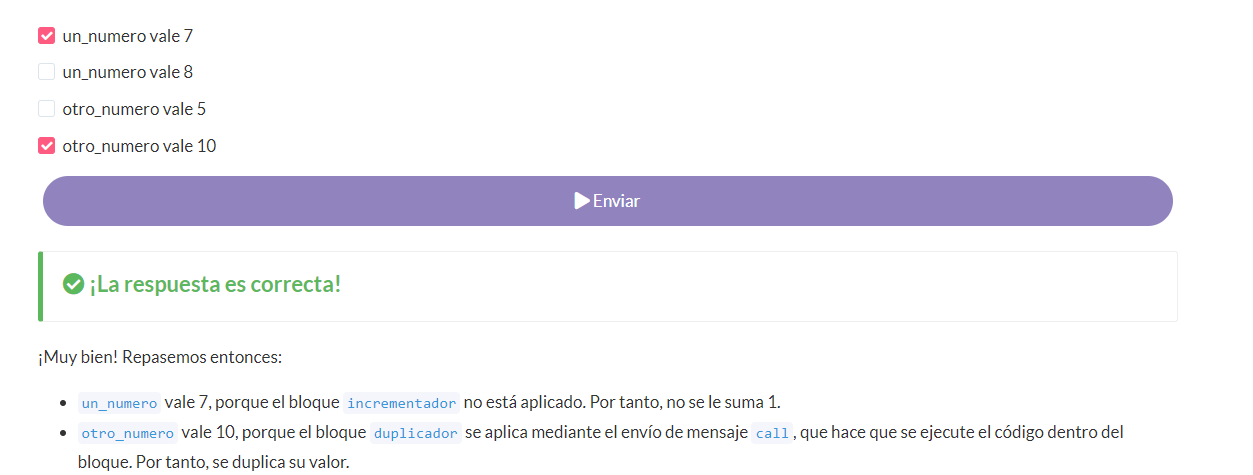 un_numero vale 7
un_numero vale 8
otro_numero vale 5
otro_numero vale 10
Enviar
¡La respuesta es correcta!
¡Muy bien! Repasemos entonces:
un_numero vale 7, porque el bloque incrementador no está aplicado. Por tanto, no se le suma 1.
otro_numero vale 10, porque el bloque duplicador se aplica mediante el envío de mensaje call, que hace que se ejecute el código dentro del
bloque. Por tanto, se duplica su valor.